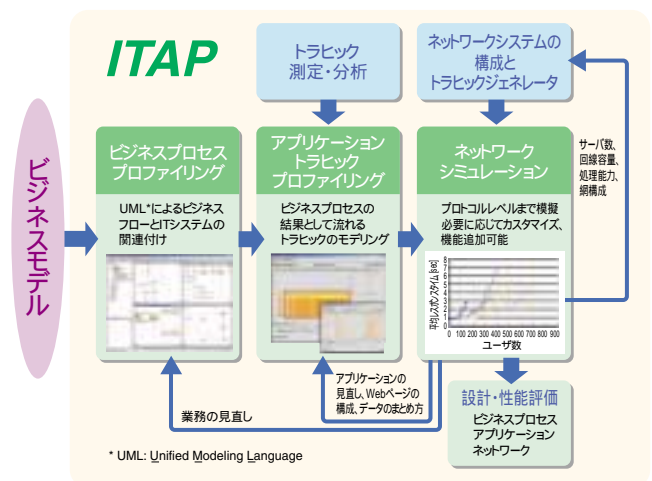 ITAP
トラヒック
測定・分析
ネットワークシステムの
構成と
トラヒックジェネレータ
ビジネスモデル
ビジネスプロセス
プロファイリング
UML*によるビジネス
フローとITシステムの
関連付け
アプリケーション
トラヒック
プロファイリング
ビジネスプロセスの
結果として流れる
トラヒックのモデリング
ネットワーク
シミュレーション
プロトコルレベルまで模擬
必要に応じてカスタマイズ、
機能追加可能
サーバ数、
回線容量、
処理能力、
網構成
平均レスポンスタイム [sec]
8
7
6
5
4
3
2
1
0
0 100 200 300 400 500 600 700 800 900
ユーザ数
アプリケーションの
見直し、Webページの
構成、データのまとめ方
業務の見直し
設計・性能評価
ビジネスプロセス
アプリケーション
ネットワーク
* UML: Unified Modeling Language